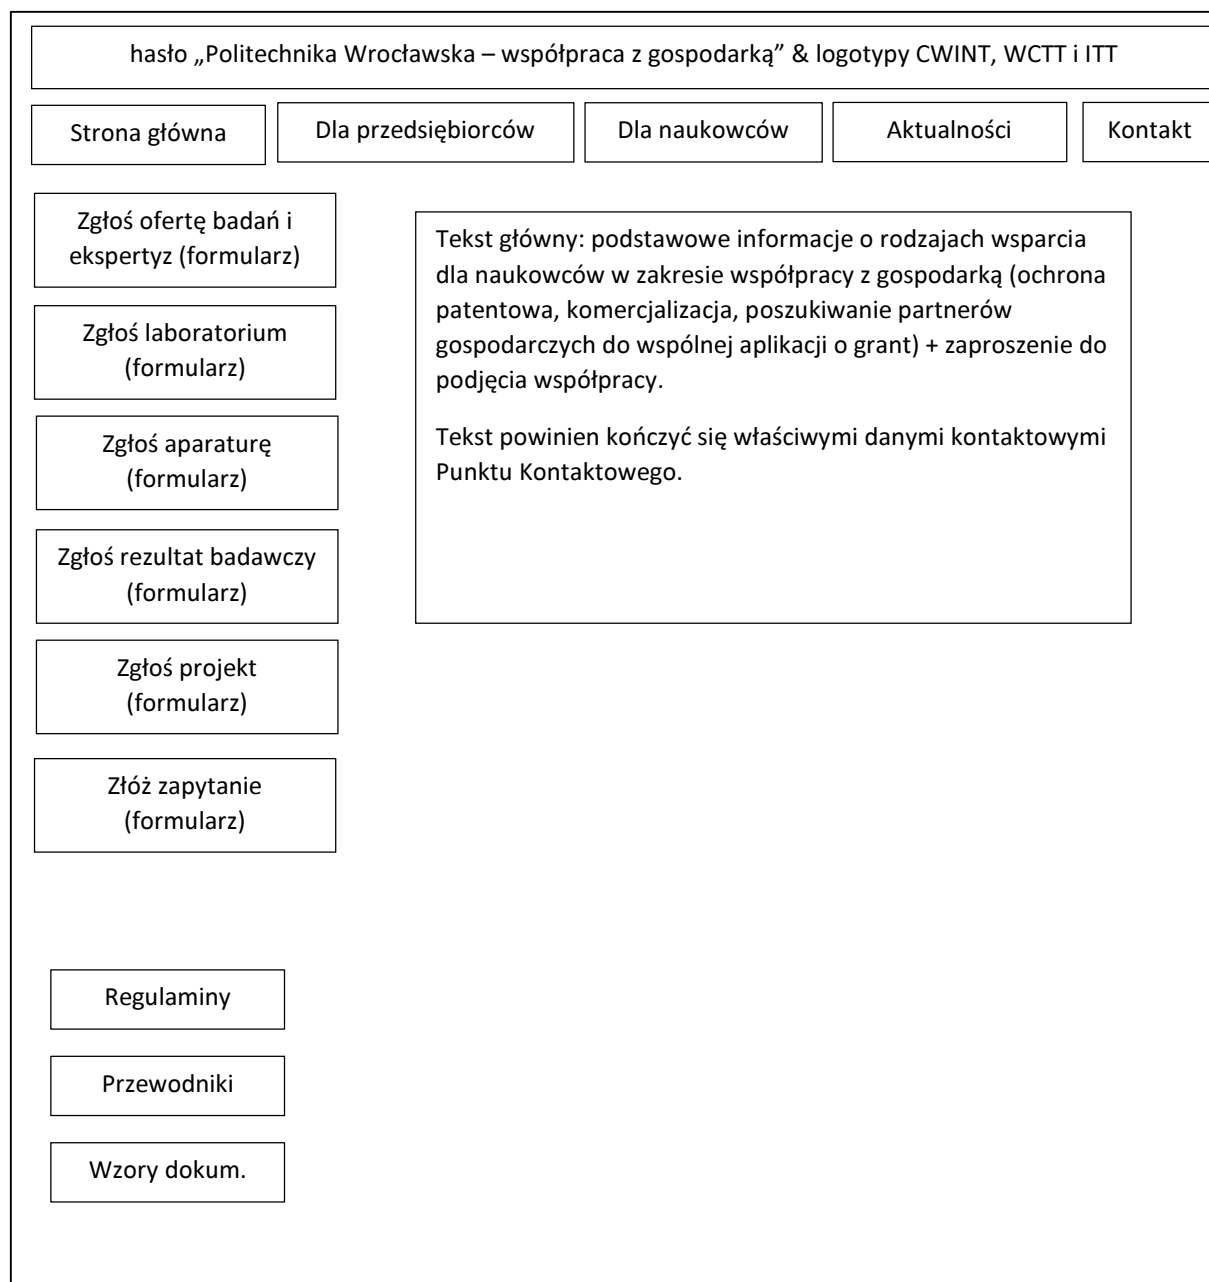 hasło „Politechnika Wrocławska – współpraca z gospodarką” & logotypy CWINT, WCTT i ITT
Strona główna
Dla przedsiębiorców
Dla naukowców
Aktualności
Kontakt
Zgłoś ofertę badań i
ekspertyz (formularz)
Zgłoś laboratorium
(formularz)
Zgłoś aparaturę
(formularz)
Zgłoś rezultat badawczy
(formularz)
Zgłoś projekt
(formularz)
Złóż zapytanie
(formularz)
Regulaminy
Przewodniki
Wzory dokum.
Tekst główny: podstawowe informacje o rodzajach wsparcia
dla naukowców w zakresie współpracy z gospodarką (ochrona
patentowa, komercjalizacja, poszukiwanie partnerów
gospodarczych do wspólnej aplikacji o grant) + zaproszenie do
podjęcia współpracy.
Tekst powinien kończyć się właściwymi danymi kontaktowymi
Punktu Kontaktowego.